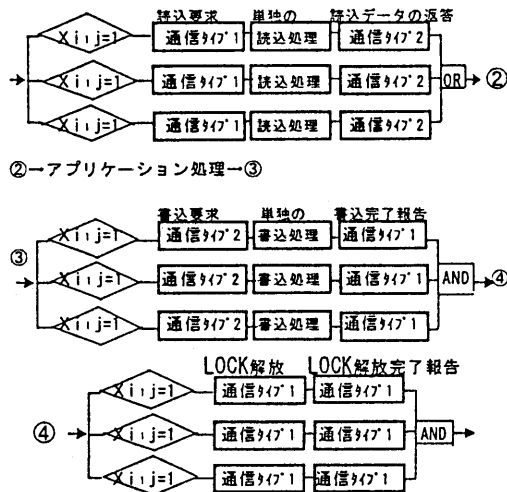 読込要求 単独の 読込データの返答
Xi,j=1 通信タイプ1 読込処理 通信タイプ2
Xi,j=1 通信タイプ1 読込処理 通信タイプ2 OR ②
Xi,j=1 通信タイプ1 読込処理 通信タイプ2
②→アプリケーション処理→③
書込要求 単独の 書込完了報告
Xi,j=1 通信タイプ2 書込処理 通信タイプ1
③ Xi,j=1 通信タイプ2 書込処理 通信タイプ1 AND ④
Xi,j=1 通信タイプ2 書込処理 通信タイプ1
LOCK解放 LOCK解放完了報告
Xi,j=1 通信タイプ1 通信タイプ1
④ Xi,j=1 通信タイプ1 通信タイプ1 AND
Xi,j=1 通信タイプ1 通信タイプ1